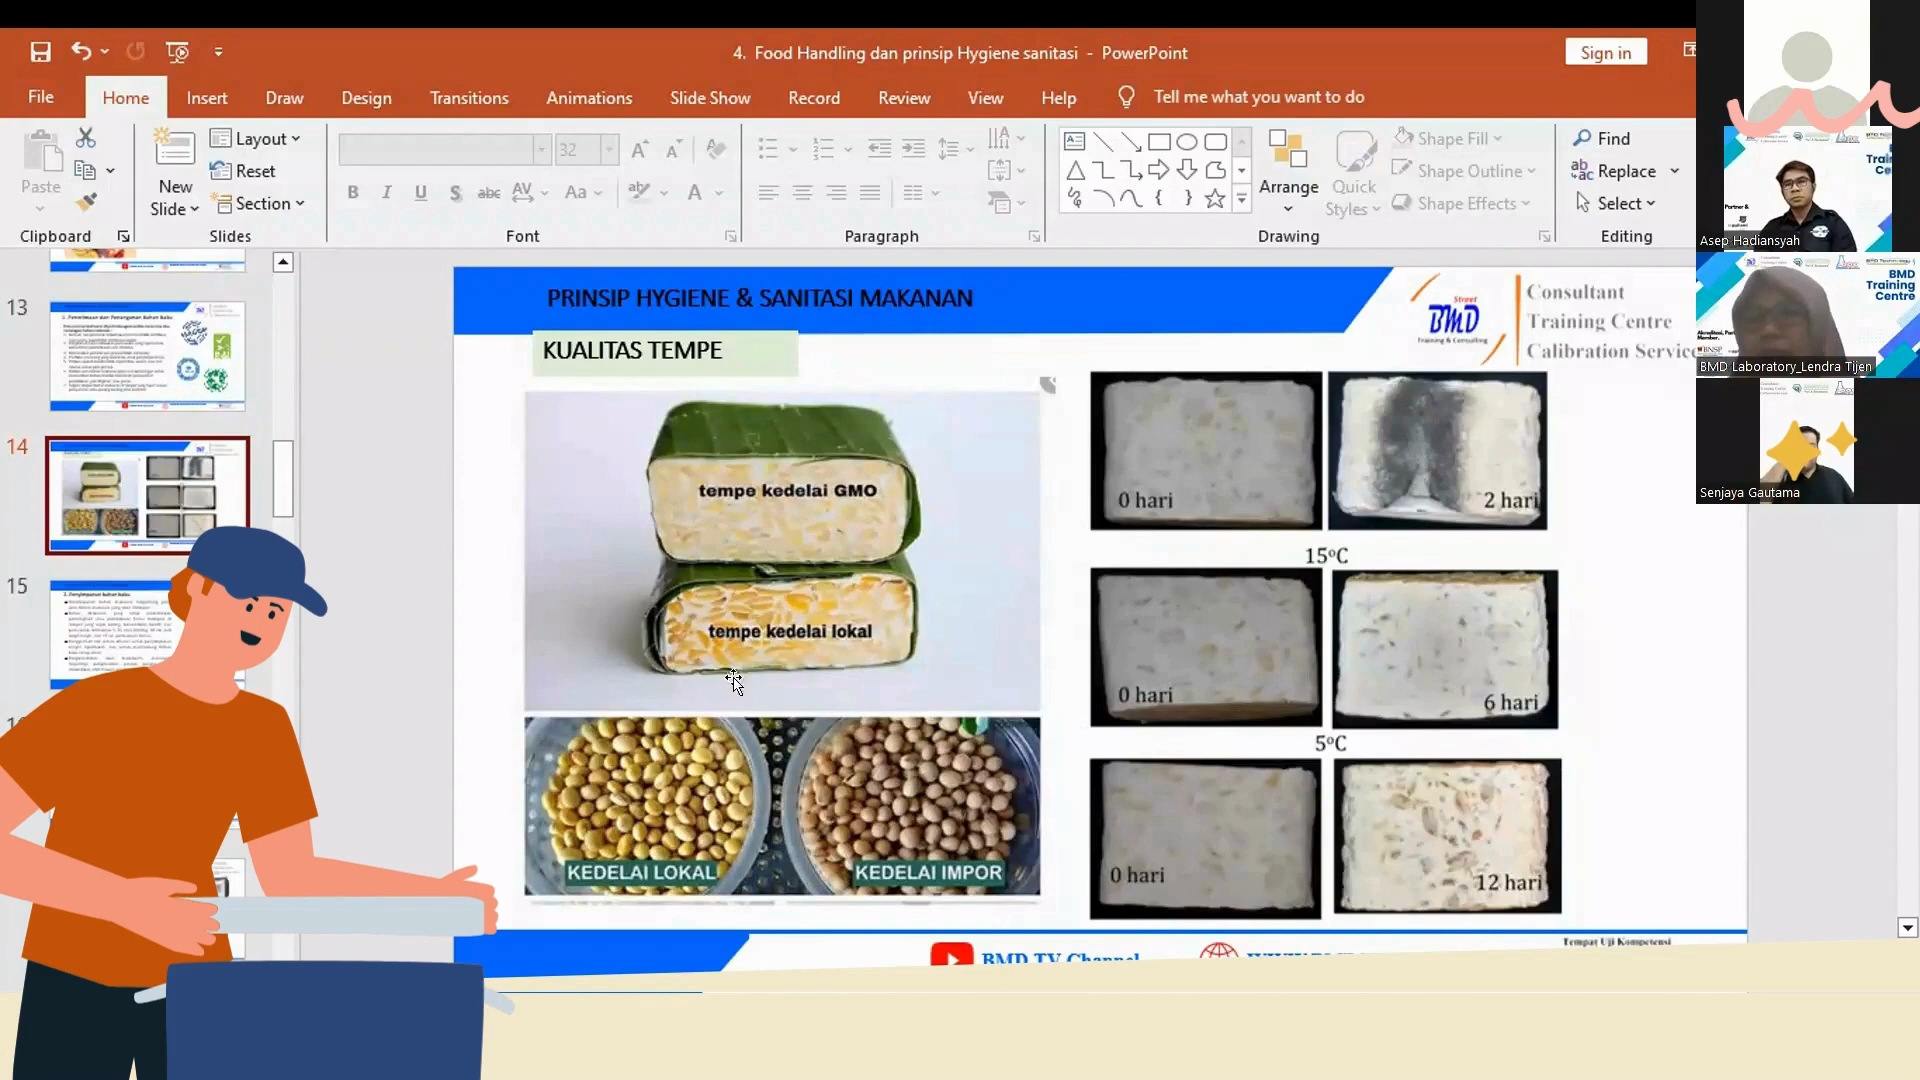 4. Food Handling dan prinsip Hygiene sanitasi - PowerPoint
Sign in
File
Home
Insert
Draw
Design
Transitions
Animations
Slide Show
Record
Review
View
Help
Tell me what you want to do
Paste
New Slide
Layout
Reset
Section
32
Arrange
Quick Styles
Shape Fill
Shape Outline
Shape Effects
Find
Replace
Select
Clipboard
Slides
Font
Paragraph
Drawing
Editing
13
14
15
PRINSIP HYGIENE & SANITASI MAKANAN
KUALITAS TEMPE
Street
BMD
Training & Consulting
Consultant
Training Centre
Calibration Service
tempe kedelai GMO
tempe kedelai lokal
KEDELAI LOKAL
KEDELAI IMPOR
0 hari
2 hari
15°C
0 hari
6 hari
5°C
0 hari
12 hari
BMD TV Channel
Tempat Uji Kompetensi
Asep Hadiansyah
BMD
Training
Centre
BMD Laboratory_Lendra Tijen
Senjaya Gautama